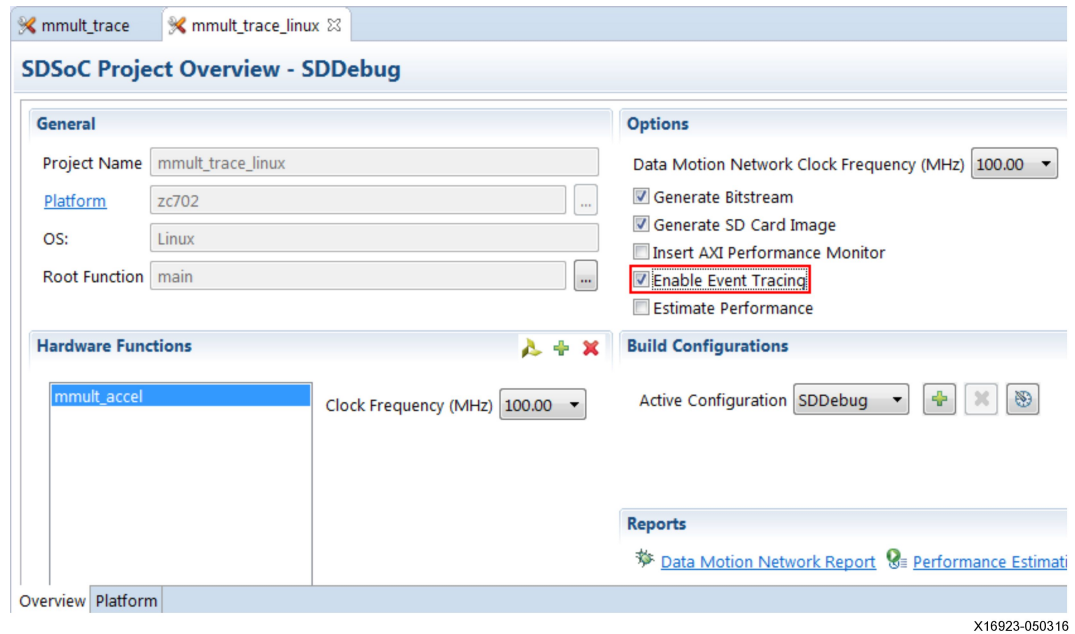 mmult_trace
mmult_trace_linux
SDSoC Project Overview - SDDebug
General
Project Name mmult_trace_linux
Platform zc702 ...
OS: Linux
Root Function main ...
Options
Data Motion Network Clock Frequency (MHz) 100.00
Generate Bitstream
Generate SD Card Image
Insert AXI Performance Monitor
Enable Event Tracing
Estimate Performance
Hardware Functions
mmult_accel
Clock Frequency (MHz) 100.00
Build Configurations
Active Configuration SDDebug
Reports
Data Motion Network Report Performance Estimati
Overview Platform
X16923-050316